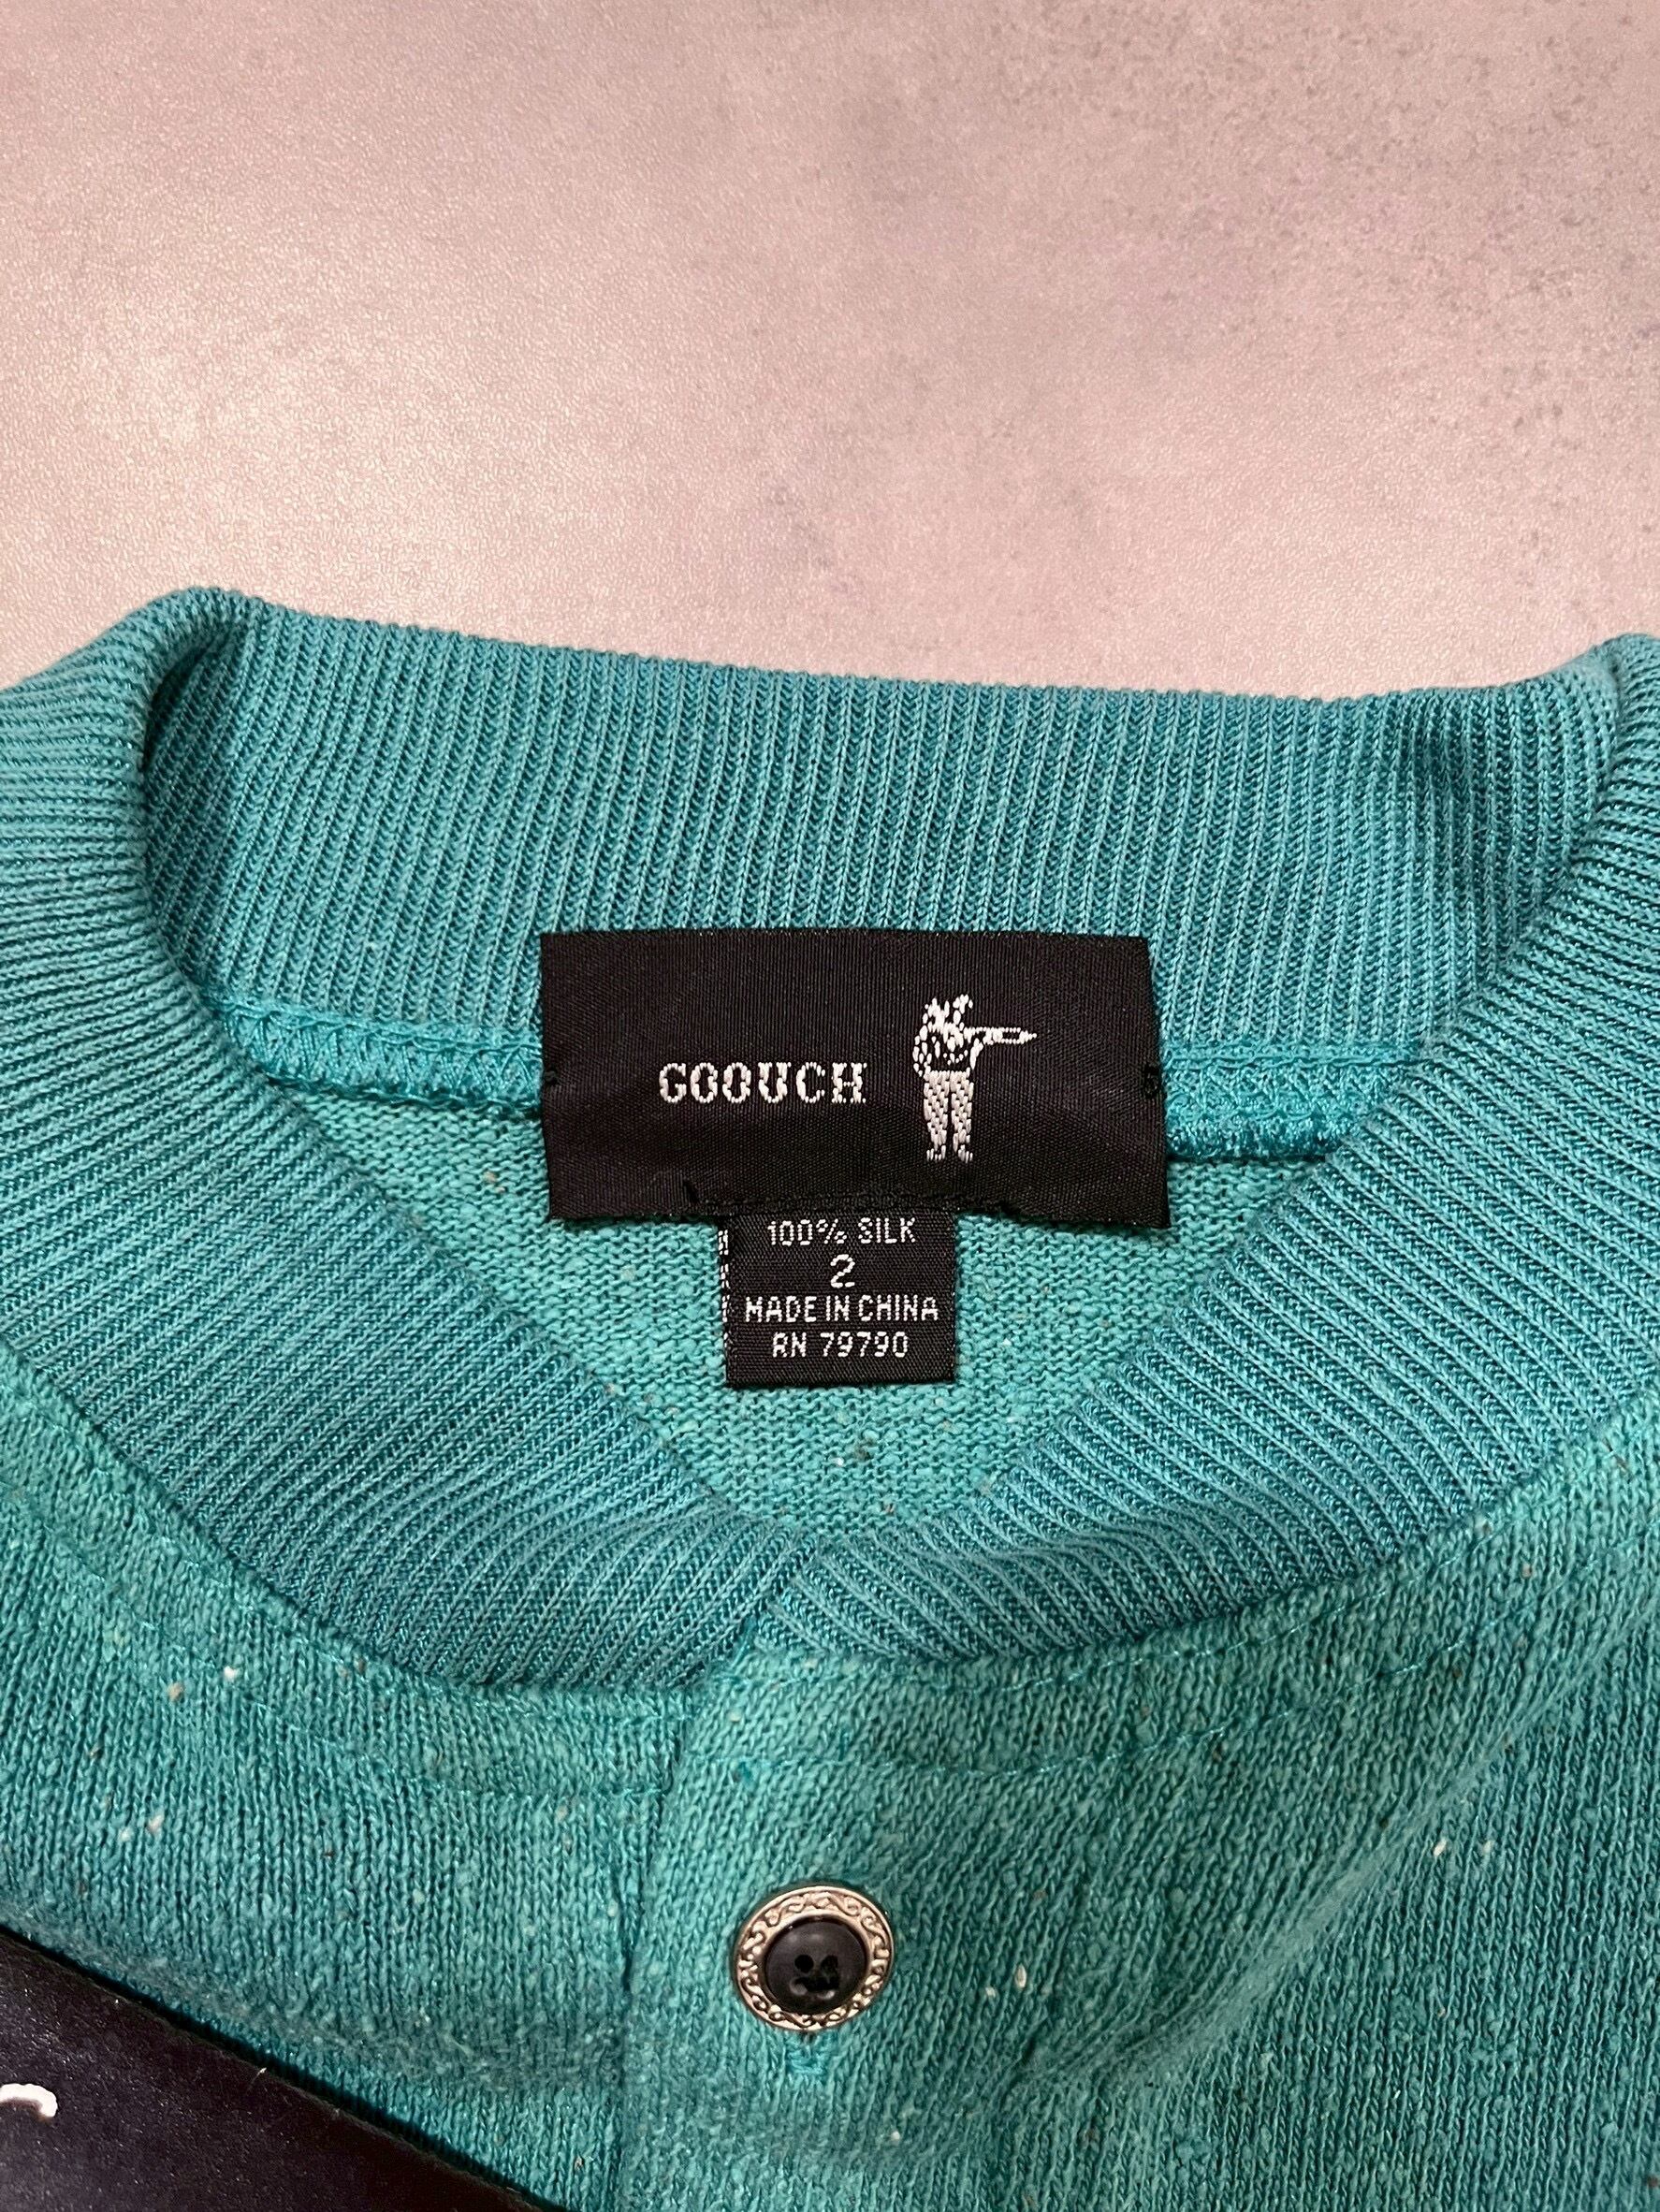 GOOUCH
100% SILK
2
MADE IN CHINA
RN 79790